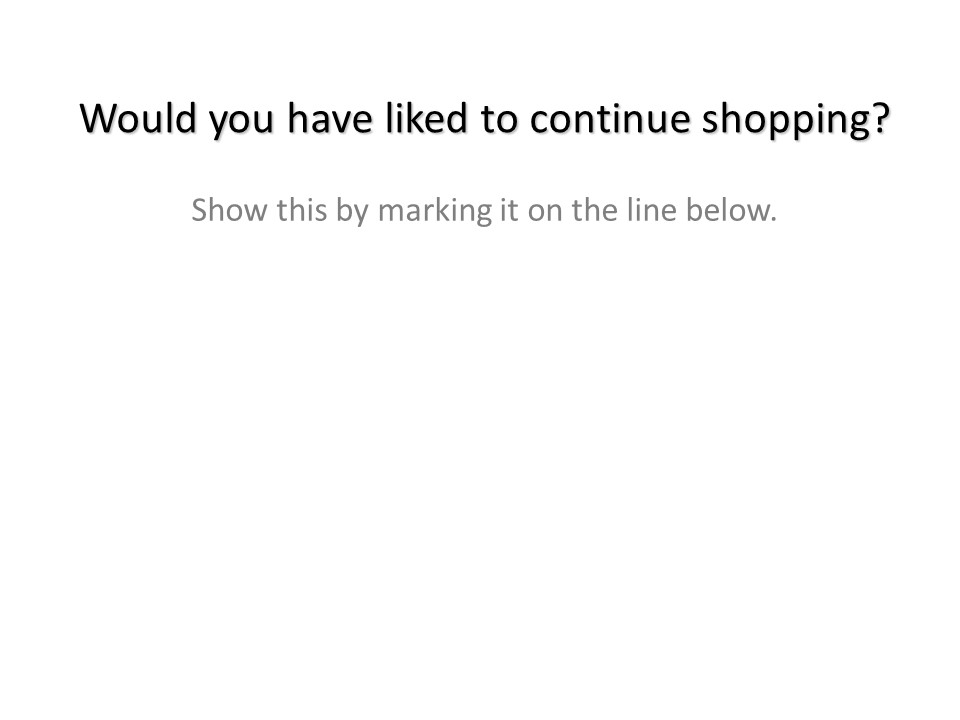 Would you have liked to continue shopping?
Show this by marking it on the line below.